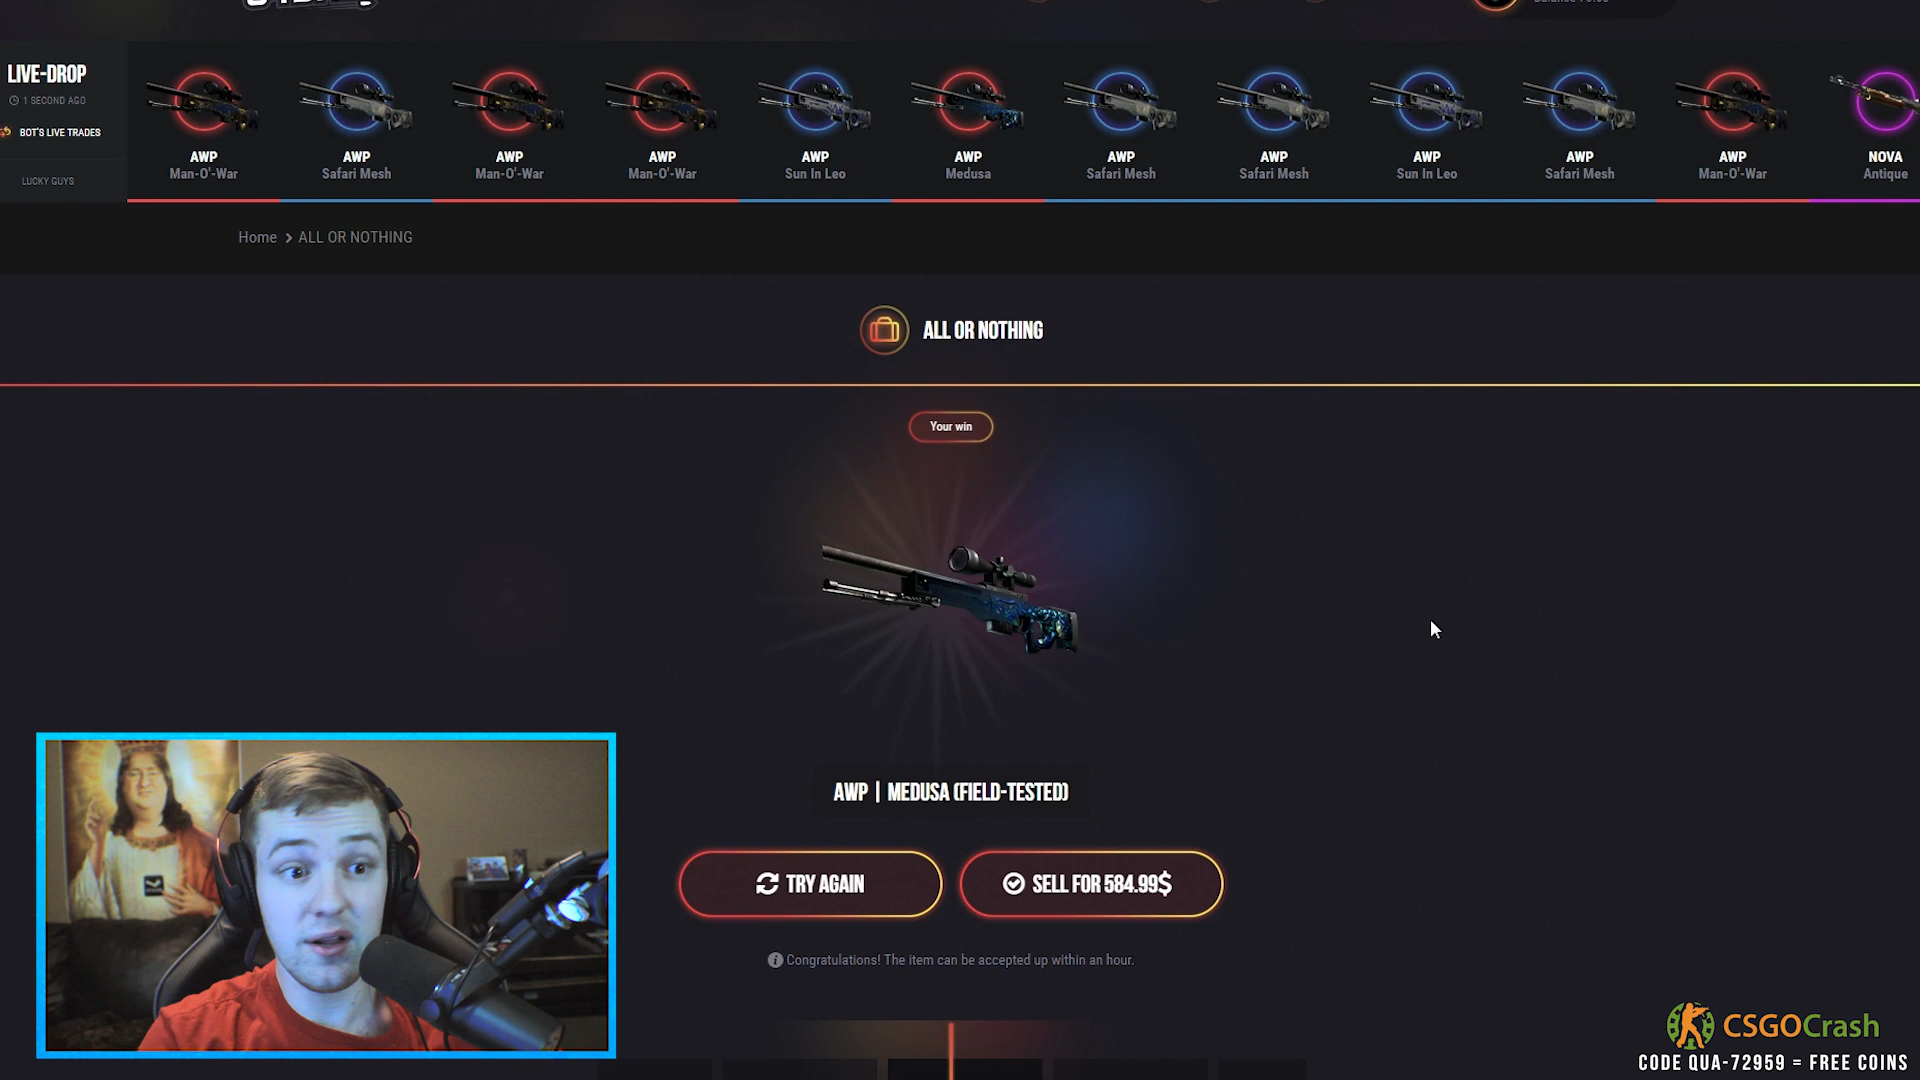 LIVE-DROP
1 SECOND AGO
BOT'S LIVE TRADES
LUCKY GUYS
AWP
Man-O'-War
AWP
Safari Mesh
AWP
Man-O'-War
AWP
Man-O'-War
AWP
Sun In Leo
AWP
Medusa
AWP
Safari Mesh
AWP
Safari Mesh
AWP
Sun In Leo
AWP
Safari Mesh
AWP
Man-O'-War
NOVA
Antique
Home > ALL OR NOTHING
ALL OR NOTHING
Your win
AWP | MEDUSA (FIELD-TESTED)
TRY AGAIN
SELL FOR 584.99$
Congratulations! The item can be accepted up within an hour.
CSGOCrash
CODE QUA-72959 = FREE COINS